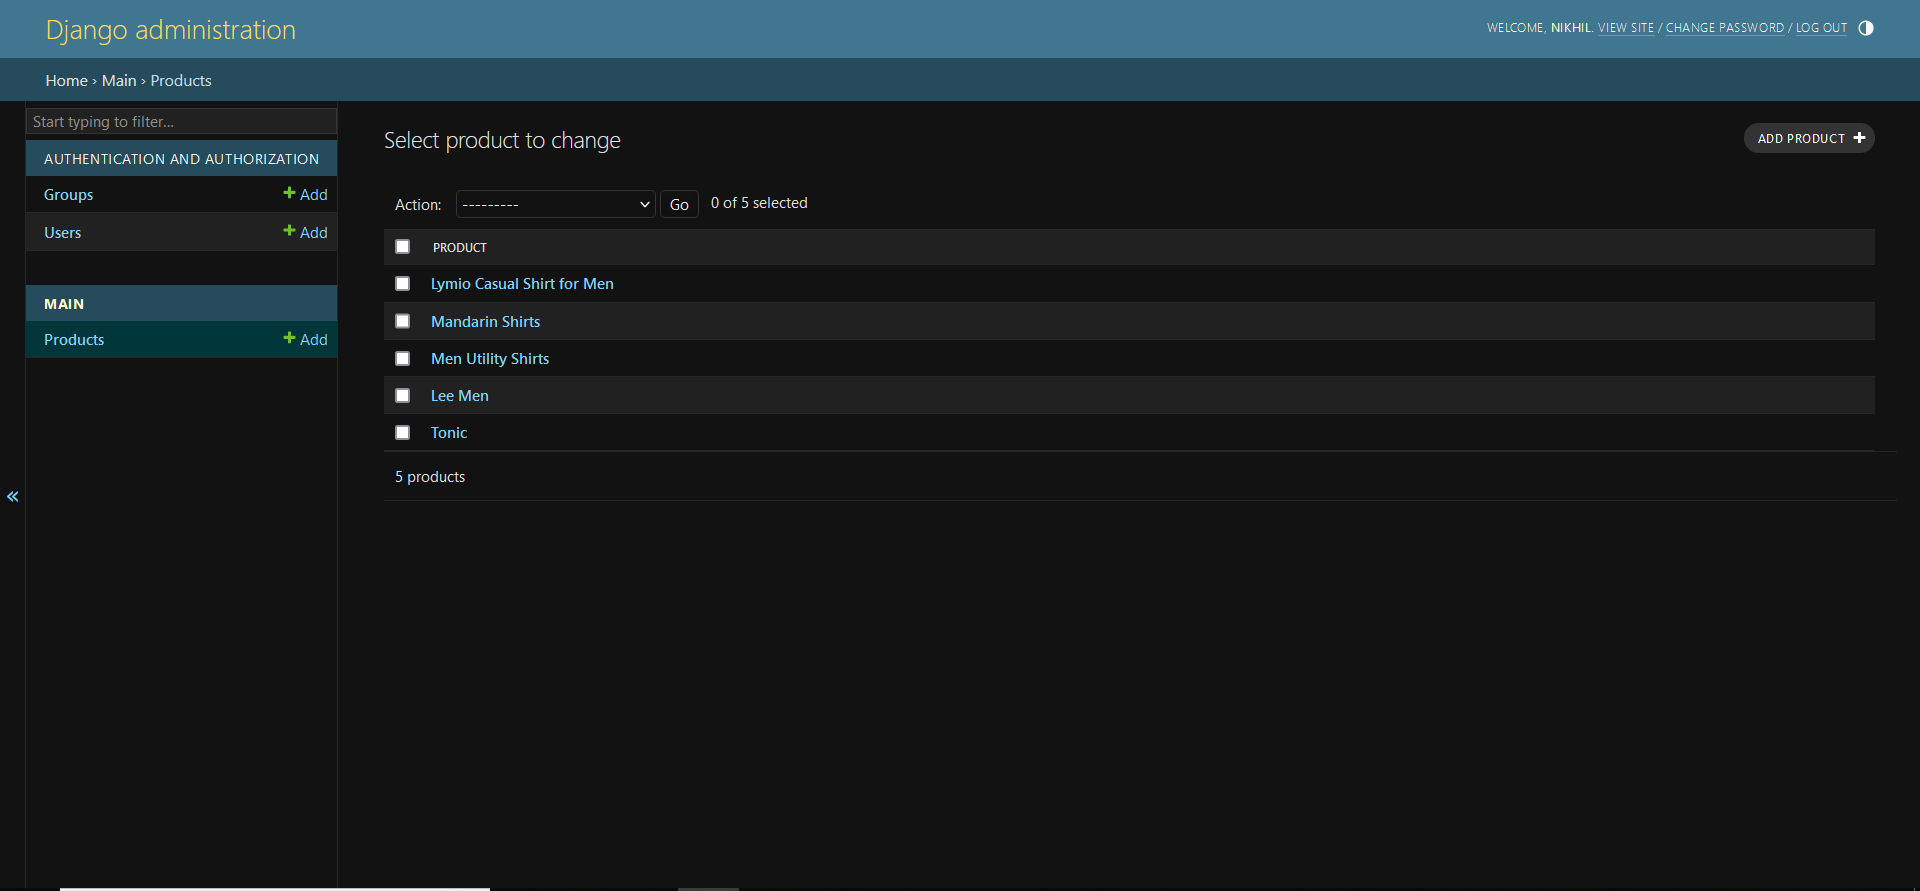 Django administration
WELCOME, NIKHIL. VIEW SITE / CHANGE PASSWORD / LOG OUT
Home › Main › Products
Start typing to filter...
AUTHENTICATION AND AUTHORIZATION
Groups + Add
Users + Add
MAIN
Products + Add
«
Select product to change
ADD PRODUCT +
Action: --------- Go 0 of 5 selected
PRODUCT
Lymio Casual Shirt for Men
Mandarin Shirts
Men Utility Shirts
Lee Men
Tonic
5 products